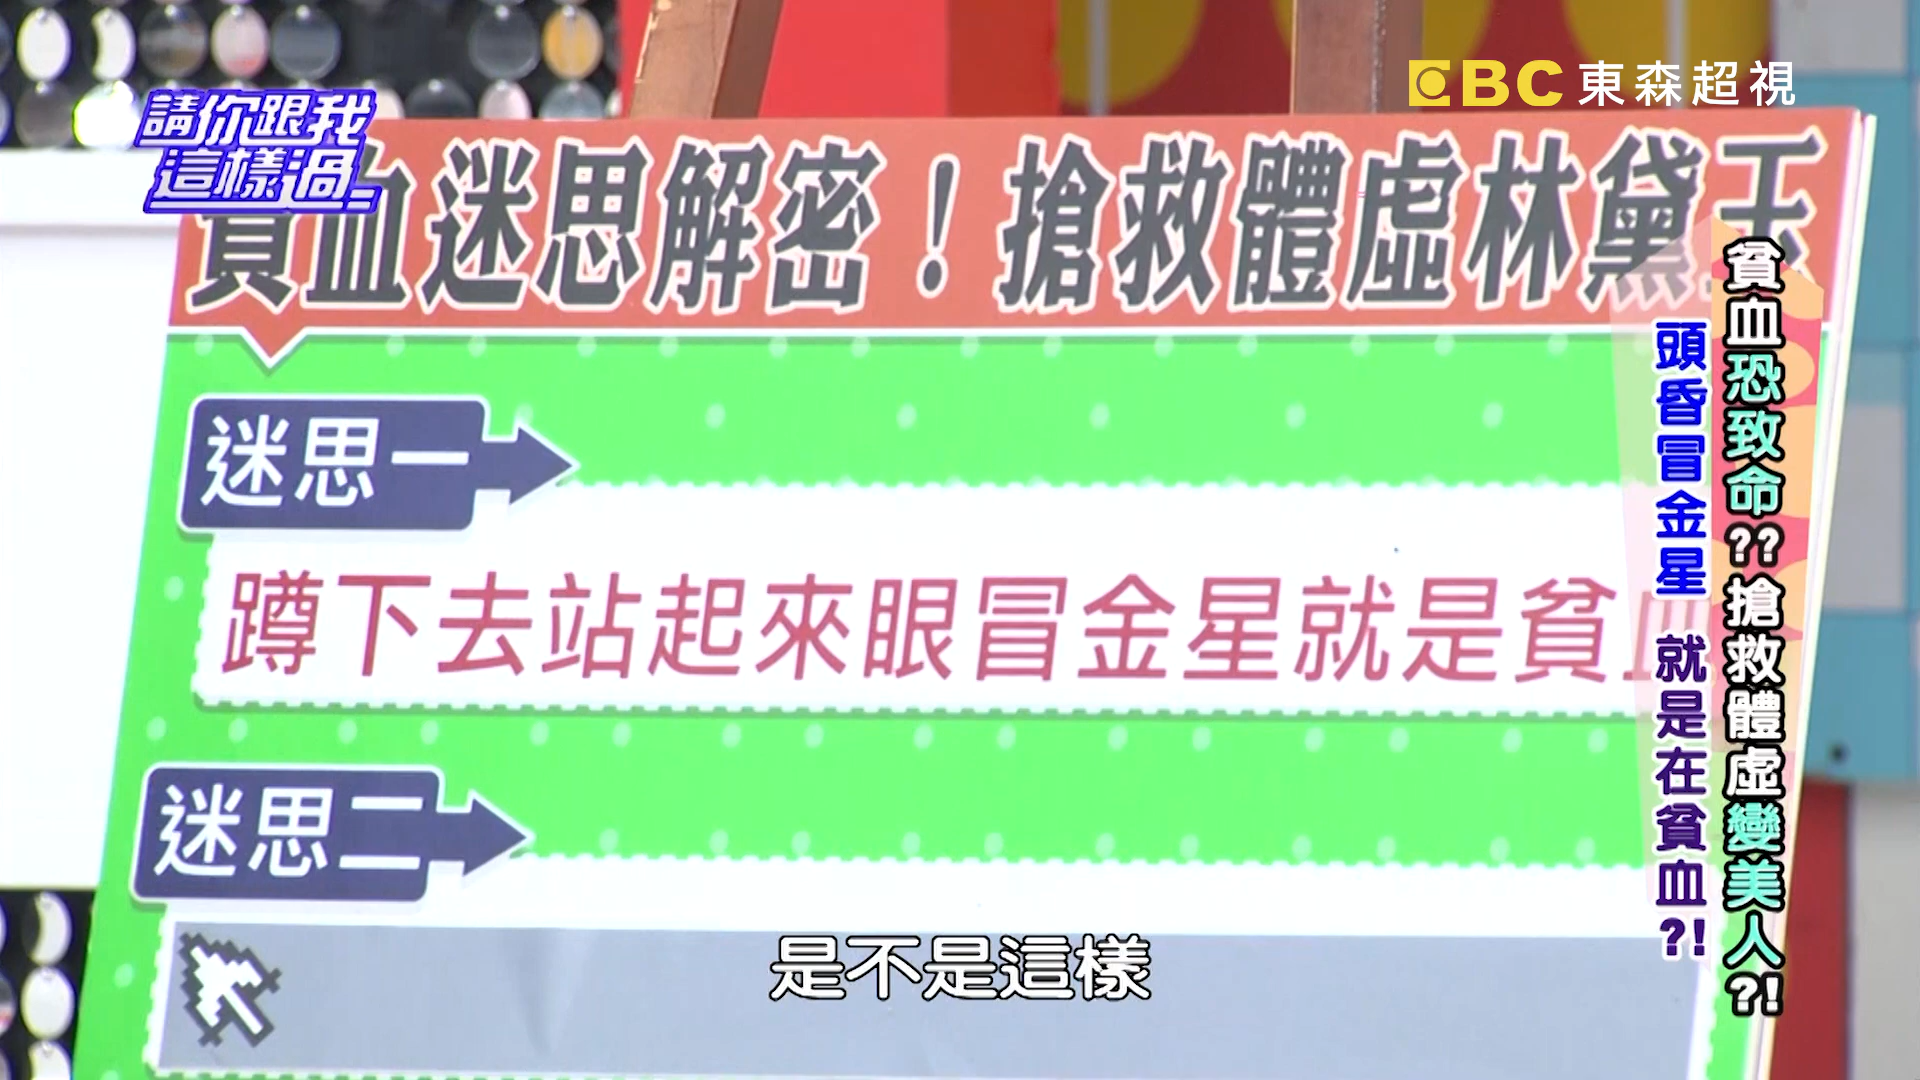 EBC 東森超視
請你跟我
這樣過
貧血迷思解密！搶救體虛林黛玉
迷思一
蹲下去站起來眼冒金星就是貧血
迷思二
貧血恐致命??搶救體虛變美人?!
頭昏冒金星 就是在貧血?!
是不是這樣